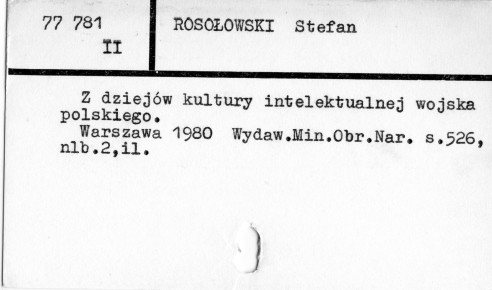 77 781 ROSOŁOWSKI Stefan
II
Z dziejów kultury intelektualnej wojska
polskiego.
Warszawa 1980 Wydaw.Min.Obr.Nar. s.526,
nlb.2,il.